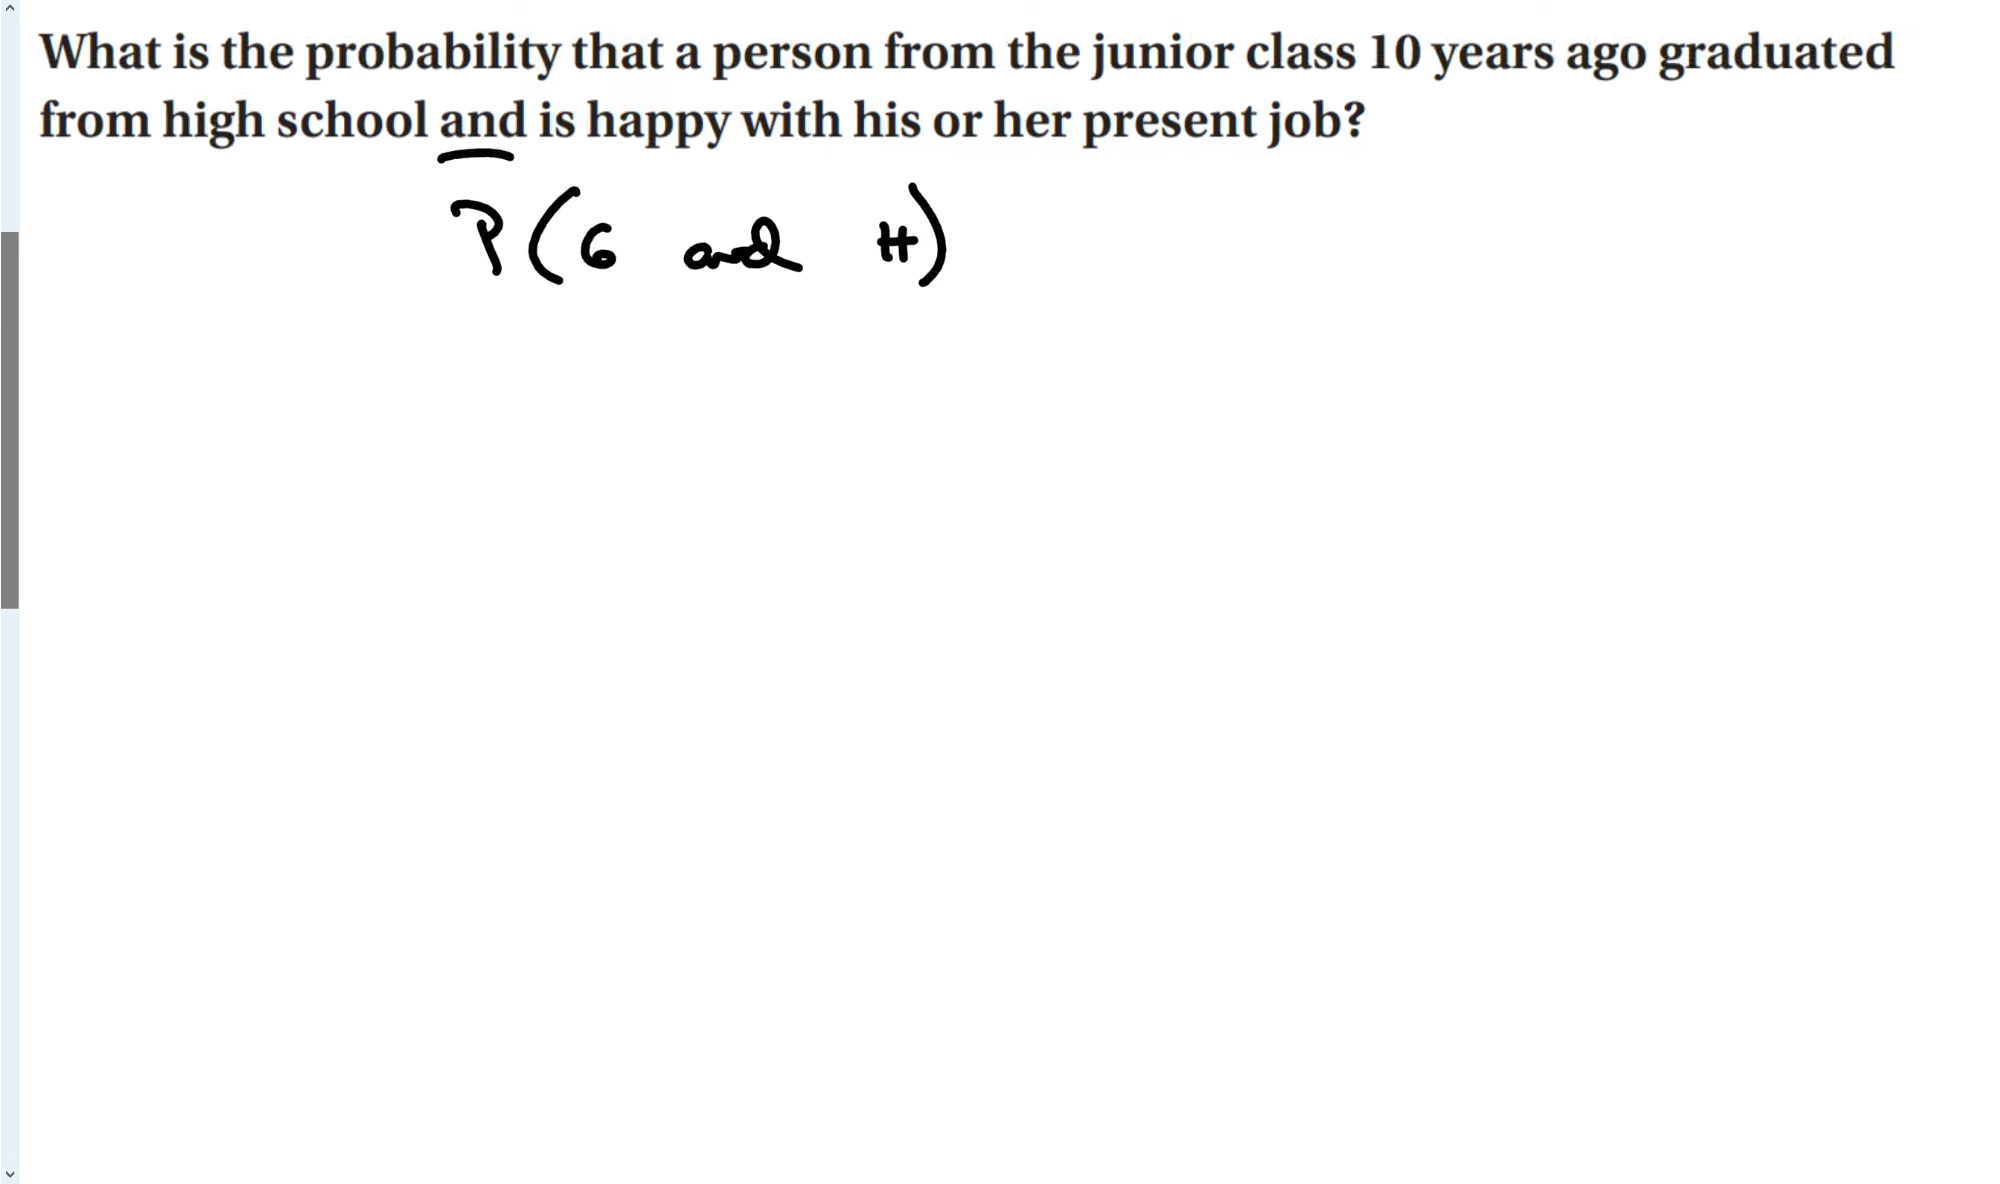 What is the probability that a person from the junior class 10 years ago graduated
from high school and is happy with his or her present job?
P(G and H)